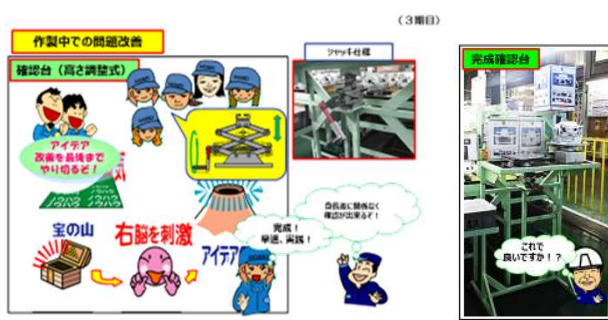 （３期目）
作製中での問題改善
確認台（高さ調整式）
ジャッキ仕様
完成確認台
アイデア
改善を最後まで
やり切るぞ！
ノウハウ
ノウハウ
宝の山
右脳を刺激
アイデア
完成！
早速、実践！
身長差に関係なく
確認が出来るぞ！
これで
良いですか！？